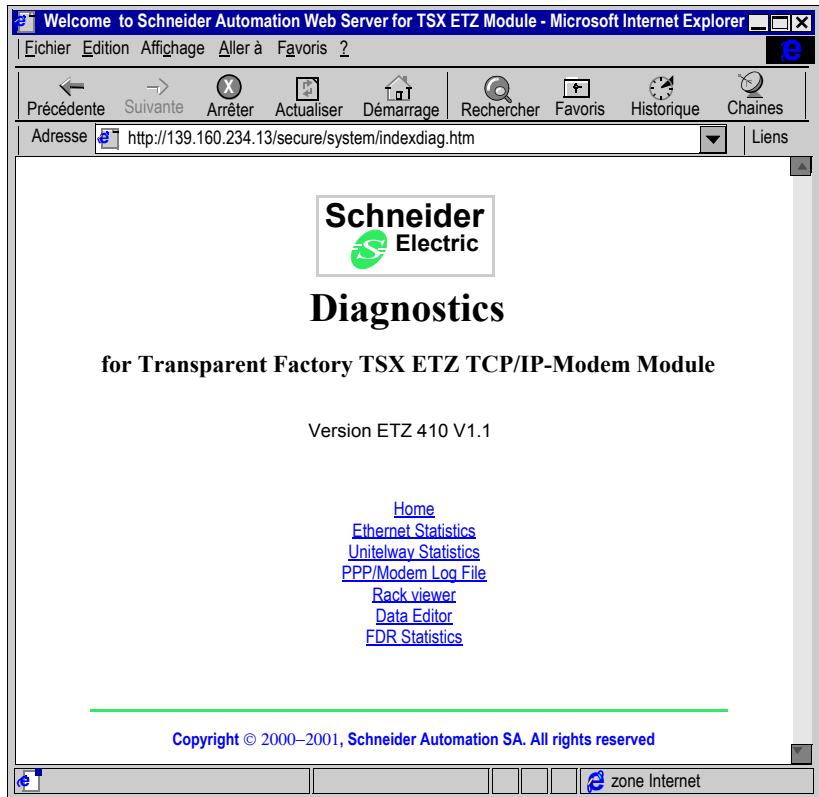 Welcome to Schneider Automation Web Server for TSX ETZ Module - Microsoft Internet Explorer
Fichier Edition Affichage Aller à Favoris ?
Précédente Suivante Arrêter Actualiser Démarrage Rechercher Favoris Historique Chaines
Adresse http://139.160.234.13/secure/system/indexdiag.htm Liens
Schneider
Electric
Diagnostics
for Transparent Factory TSX ETZ TCP/IP-Modem Module
Version ETZ 410 V1.1
Home
Ethernet Statistics
Unitelway Statistics
PPP/Modem Log File
Rack viewer
Data Editor
FDR Statistics
Copyright © 2000–2001, Schneider Automation SA. All rights reserved
zone Internet